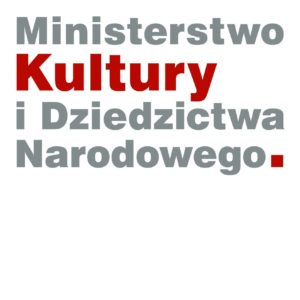 Ministerstwo
Kultury
i Dziedzictwa
Narodowego.